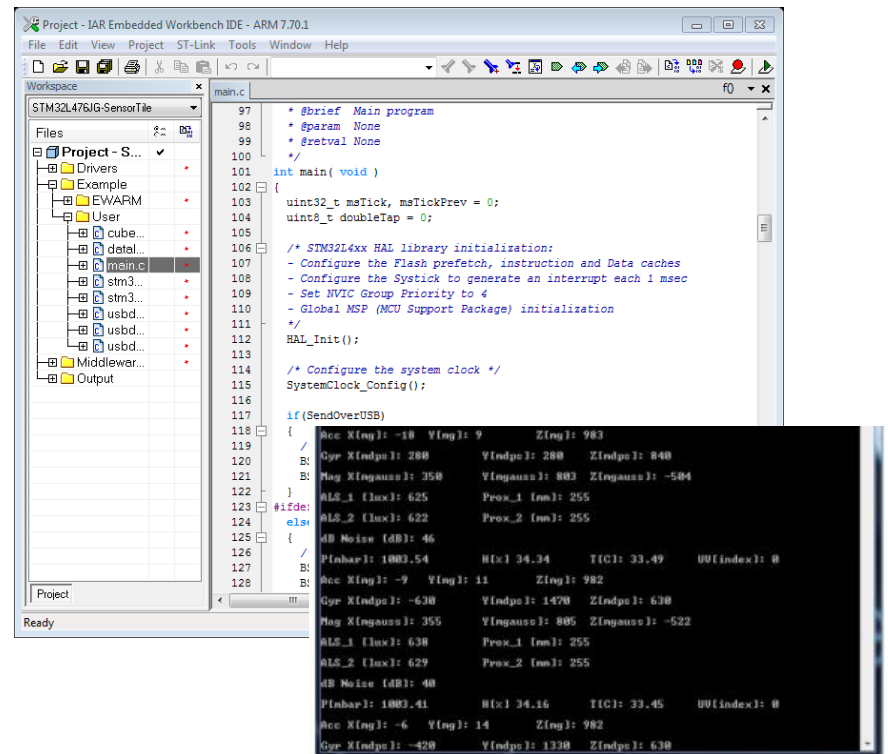 Project - IAR Embedded Workbench IDE - ARM 7.70.1
File Edit View Project ST-Link Tools Window Help
Workspace
STM32L476JG-SensorTile
Files
Project - S...
Drivers
Example
EWARM
User
cube...
datal...
main.c
stm3...
stm3...
usbd...
usbd...
usbd...
Middlewar...
Output
Project
Ready
main.c
f()
97 * @brief Main program
98 * @param None
99 * @retval None
100 */
101 int main( void )
102 {
103 uint32_t msTick, msTickPrev = 0;
104 uint8_t doubleTap = 0;
105
106 /* STM32L4xx HAL library initialization:
107 - Configure the Flash prefetch, instruction and Data caches
108 - Configure the Systick to generate an interrupt each 1 msec
109 - Set NVIC Group Priority to 4
110 - Global MSP (MCU Support Package) initialization
111 */
112 HAL_Init();
113
114 /* Configure the system clock */
115 SystemClock_Config();
116
117 if(SendOverUSB)
118 {
119 /
120 BS
121 BS
122 }
123 #ifde
124 else
125 {
126 /
127 BS
128 BS
Acc X[mg]: -18 Y[mg]: 9 Z[mg]: 983
Gyr X[mdps]: 280 Y[mdps]: 280 Z[mdps]: 840
Mag X[mgauss]: 350 Y[mgauss]: 803 Z[mgauss]: -504
ALS_1 [lux]: 625 Prox_1 [mm]: 255
ALS_2 [lux]: 622 Prox_2 [mm]: 255
dB Noise [dB]: 46
P[mbar]: 1003.54 H[%] 34.34 T[C]: 33.49 UV[index]: 0
Acc X[mg]: -9 Y[mg]: 11 Z[mg]: 982
Gyr X[mdps]: -630 Y[mdps]: 1470 Z[mdps]: 630
Mag X[mgauss]: 355 Y[mgauss]: 805 Z[mgauss]: -522
ALS_1 [lux]: 638 Prox_1 [mm]: 255
ALS_2 [lux]: 629 Prox_2 [mm]: 255
dB Noise [dB]: 40
P[mbar]: 1003.41 H[%] 34.16 T[C]: 33.45 UV[index]: 0
Acc X[mg]: -6 Y[mg]: 14 Z[mg]: 982
Gyr X[mdps]: -420 Y[mdps]: 1330 Z[mdps]: 630